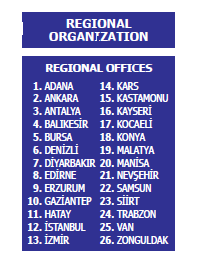 REGIONAL
ORGANIZATION
REGIONAL OFFICES
1. ADANA
2. ANKARA
3. ANTALYA
4. BALIKESİR
5. BURSA
6. DENİZLİ
7. DİYARBAKIR
8. EDİRNE
9. ERZURUM
10. GAZİANTEP
11. HATAY
12. İSTANBUL
13. İZMİR
14. KARS
15. KASTAMONU
16. KAYSERİ
17. KOCAELİ
18. KONYA
19. MALATYA
20. MANİSA
21. NEVŞEHİR
22. SAMSUN
23. SİİRT
24. TRABZON
25. VAN
26. ZONGULDAK